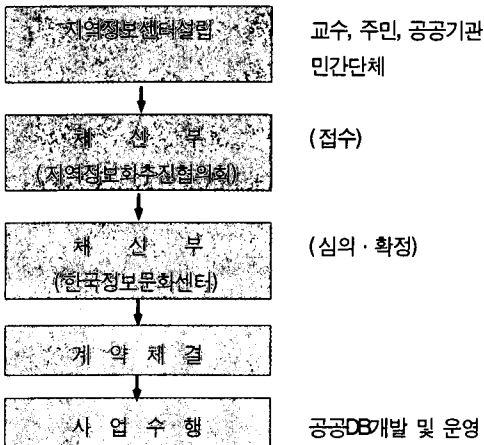 지역정보센터설립
교수, 주민, 공공기관
민간단체
체 신 부
(접수)
(지역정보화추진협의회)
체 신 부
(심의 · 확정)
(한국정보문화센터)
계 약 체 결
사 업 수 행
공공DB개발 및 운영